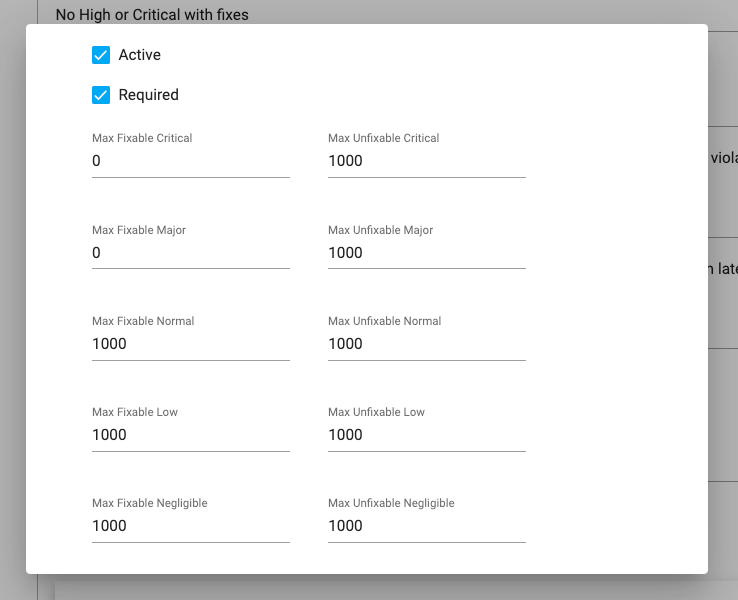 No High or Critical with fixes
Active
Required
Max Fixable Critical
0
Max Unfixable Critical
1000
viola
Max Fixable Major
0
Max Unfixable Major
1000
n late
Max Fixable Normal
1000
Max Unfixable Normal
1000
Max Fixable Low
1000
Max Unfixable Low
1000
Max Fixable Negligible
1000
Max Unfixable Negligible
1000